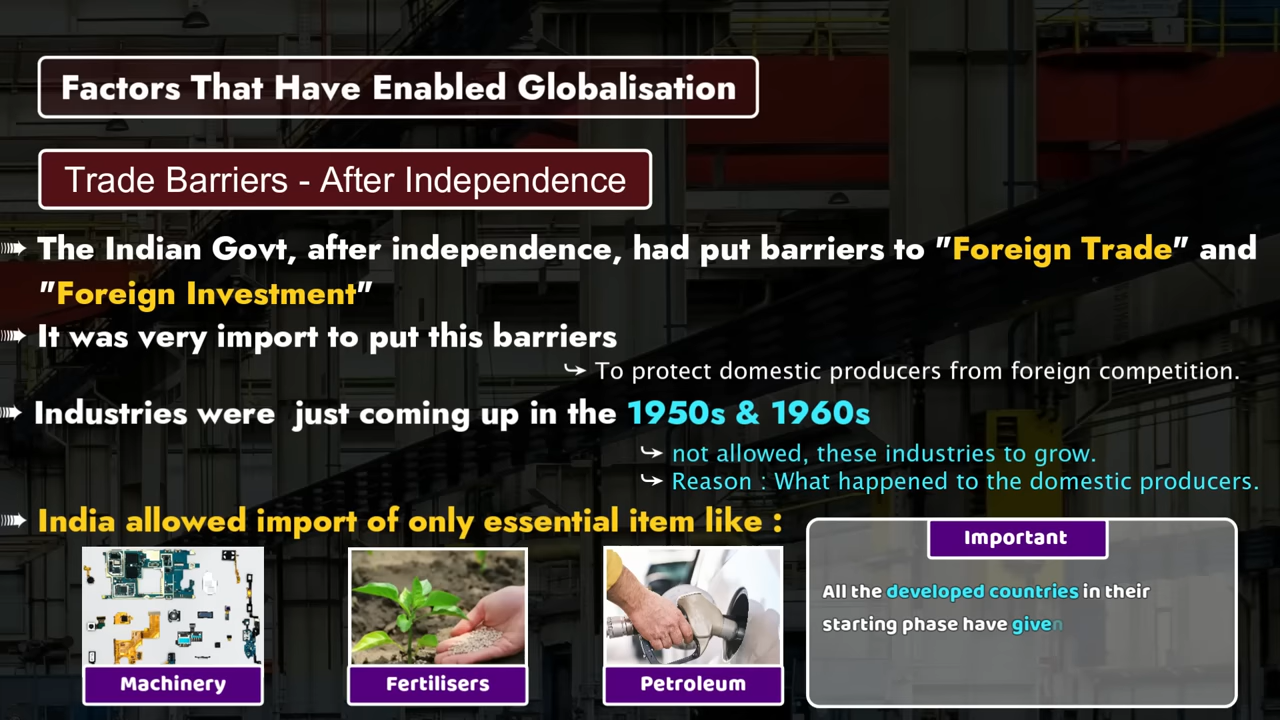 Factors That Have Enabled Globalisation
Trade Barriers - After Independence
The Indian Govt, after independence, had put barriers to "Foreign Trade" and
"Foreign Investment"
It was very import to put this barriers
To protect domestic producers from foreign competition.
Industries were just coming up in the 1950s & 1960s
not allowed, these industries to grow.
Reason : What happened to the domestic producers.
India allowed import of only essential item like :
Machinery
Fertilisers
Petroleum
Important
All the developed countries in their
starting phase have given